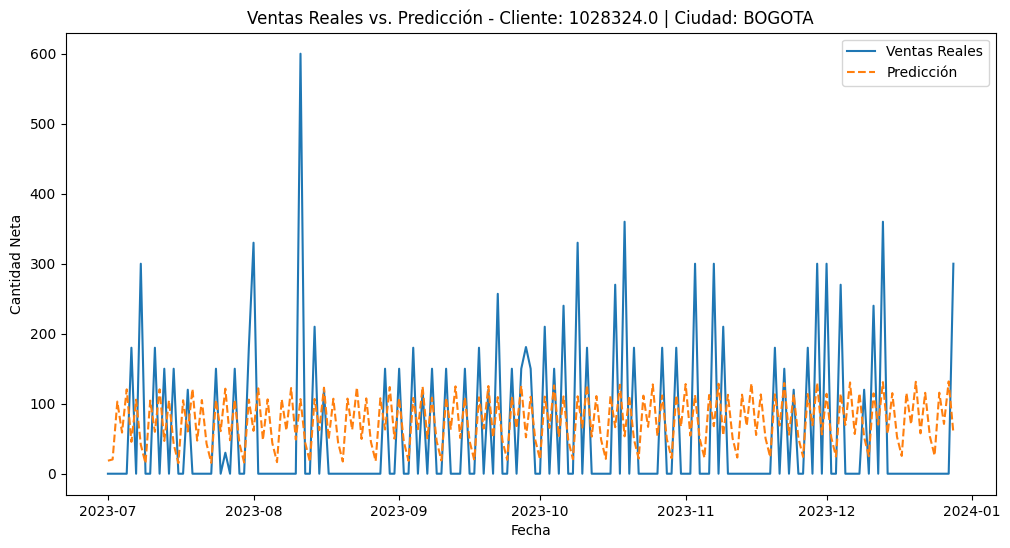 Ventas Reales vs. Predicción - Cliente: 1028324.0 | Ciudad: BOGOTA
Ventas Reales
Predicción
Cantidad Neta
600
500
400
300
200
100
0
2023-07
2023-08
2023-09
2023-10
2023-11
2023-12
2024-01
Fecha